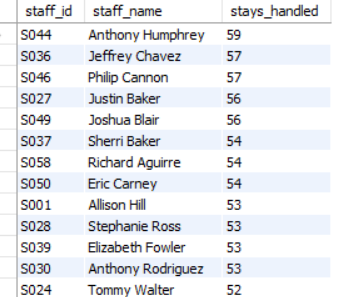 staff_id staff_name stays_handled
S044 Anthony Humphrey 59
S036 Jeffrey Chavez 57
S046 Philip Cannon 57
S027 Justin Baker 56
S049 Joshua Blair 56
S037 Sherri Baker 54
S058 Richard Aguirre 54
S050 Eric Carney 54
S001 Allison Hill 53
S028 Stephanie Ross 53
S039 Elizabeth Fowler 53
S030 Anthony Rodriguez 53
S024 Tommy Walter 52